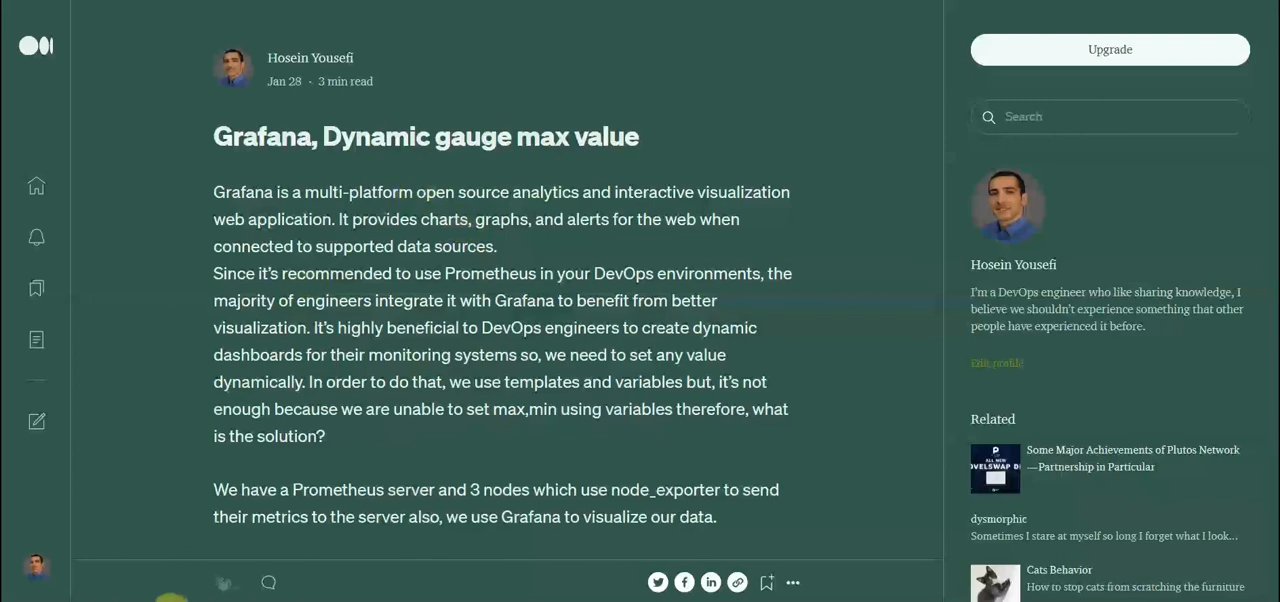 Hosein Yousefi
Jan 28 · 3 min read
Grafana, Dynamic gauge max value
Grafana is a multi-platform open source analytics and interactive visualization
web application. It provides charts, graphs, and alerts for the web when
connected to supported data sources.
Since it's recommended to use Prometheus in your DevOps environments, the
majority of engineers integrate it with Grafana to benefit from better
visualization. It's highly beneficial to DevOps engineers to create dynamic
dashboards for their monitoring systems so, we need to set any value
dynamically. In order to do that, we use templates and variables but, it's not
enough because we are unable to set max,min using variables therefore, what
is the solution?
We have a Prometheus server and 3 nodes which use node_exporter to send
their metrics to the server also, we use Grafana to visualize our data.
Upgrade
Search
Hosein Yousefi
I'm a DevOps engineer who like sharing knowledge, I
believe we shouldn't experience something that other
people have experienced it before.
Edit profile
Related
Some Major Achievements of Plutos Network
—Partnership in Particular
dysmorphic
Sometimes I stare at myself so long I forget what I look...
Cats Behavior
How to stop cats from scratching the furniture